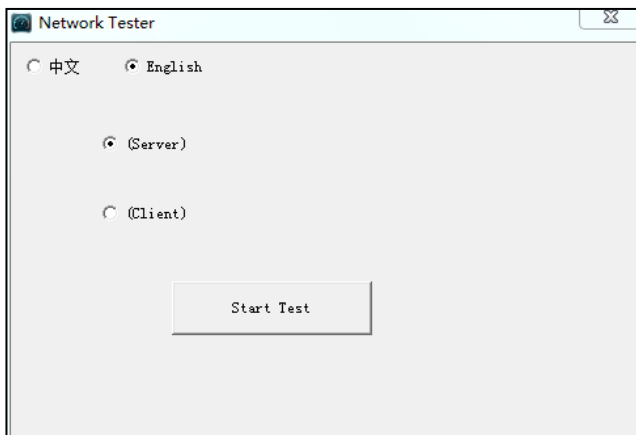 Network Tester
中文 English
(Server)
(Client)
Start Test